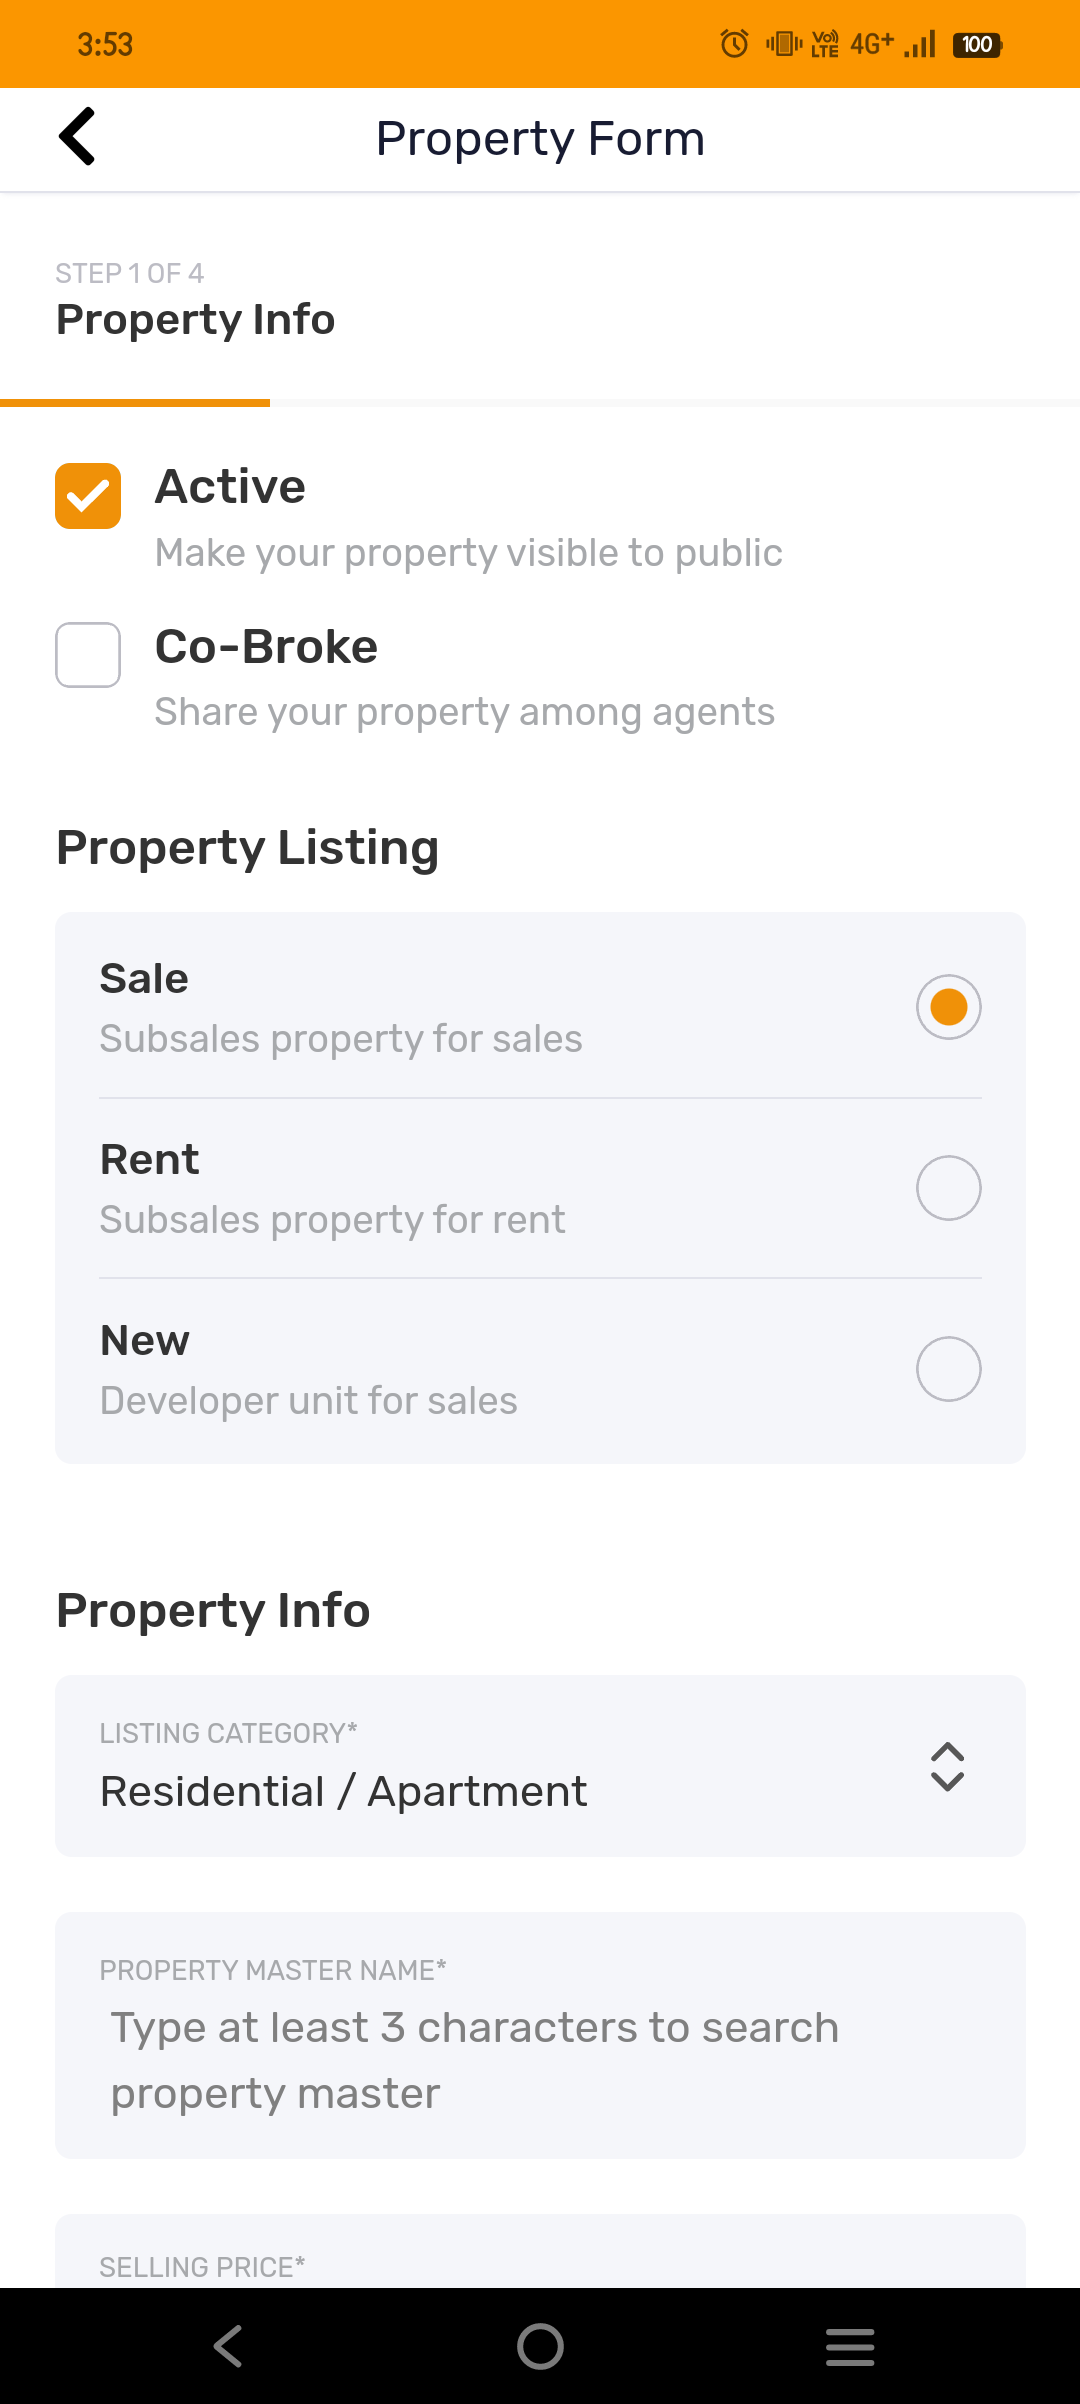 3:53
Vo)) LTE 4G+ 100
Property Form
STEP 1 OF 4
Property Info
Active
Make your property visible to public
Co-Broke
Share your property among agents
Property Listing
Sale
Subsales property for sales
Rent
Subsales property for rent
New
Developer unit for sales
Property Info
LISTING CATEGORY*
Residential / Apartment
PROPERTY MASTER NAME*
Type at least 3 characters to search
property master
SELLING PRICE*